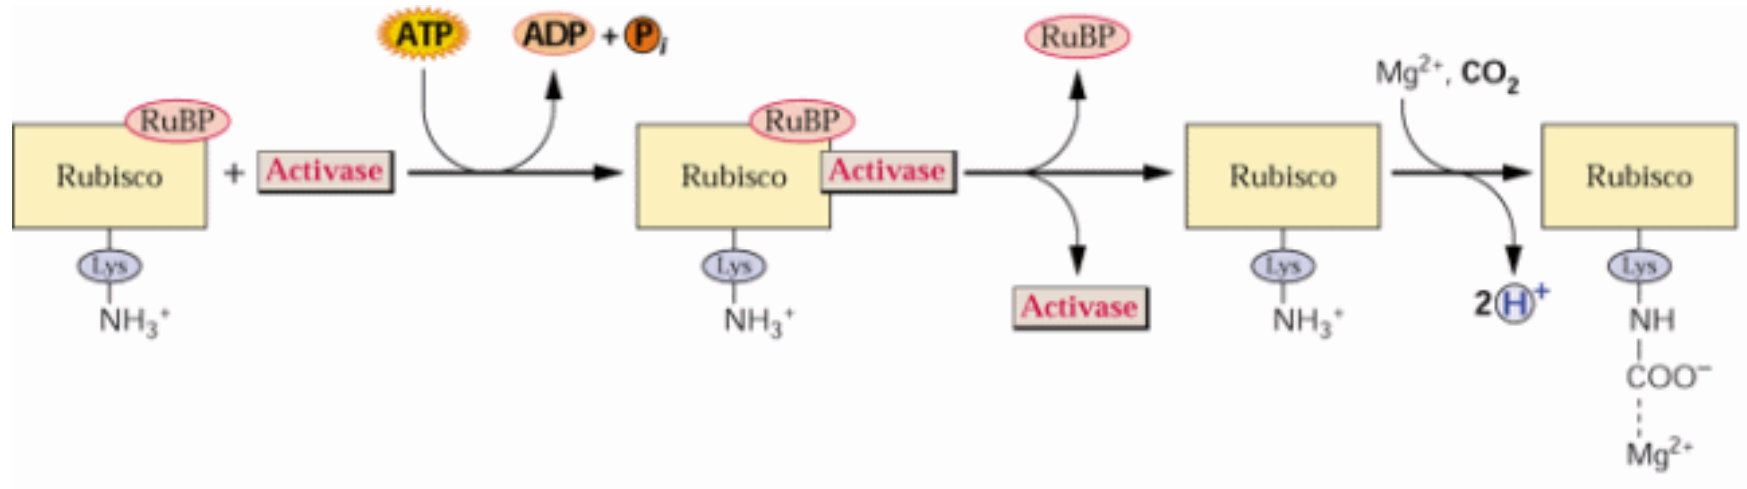 ATP
ADP + Pi
RuBP
Mg2+, CO2
RuBP
Rubisco
+
Activase
Lys
NH3+
RuBP
Rubisco
Activase
Lys
NH3+
Activase
Rubisco
Lys
NH3+
2H+
Rubisco
Lys
NH
COO−
Mg2+